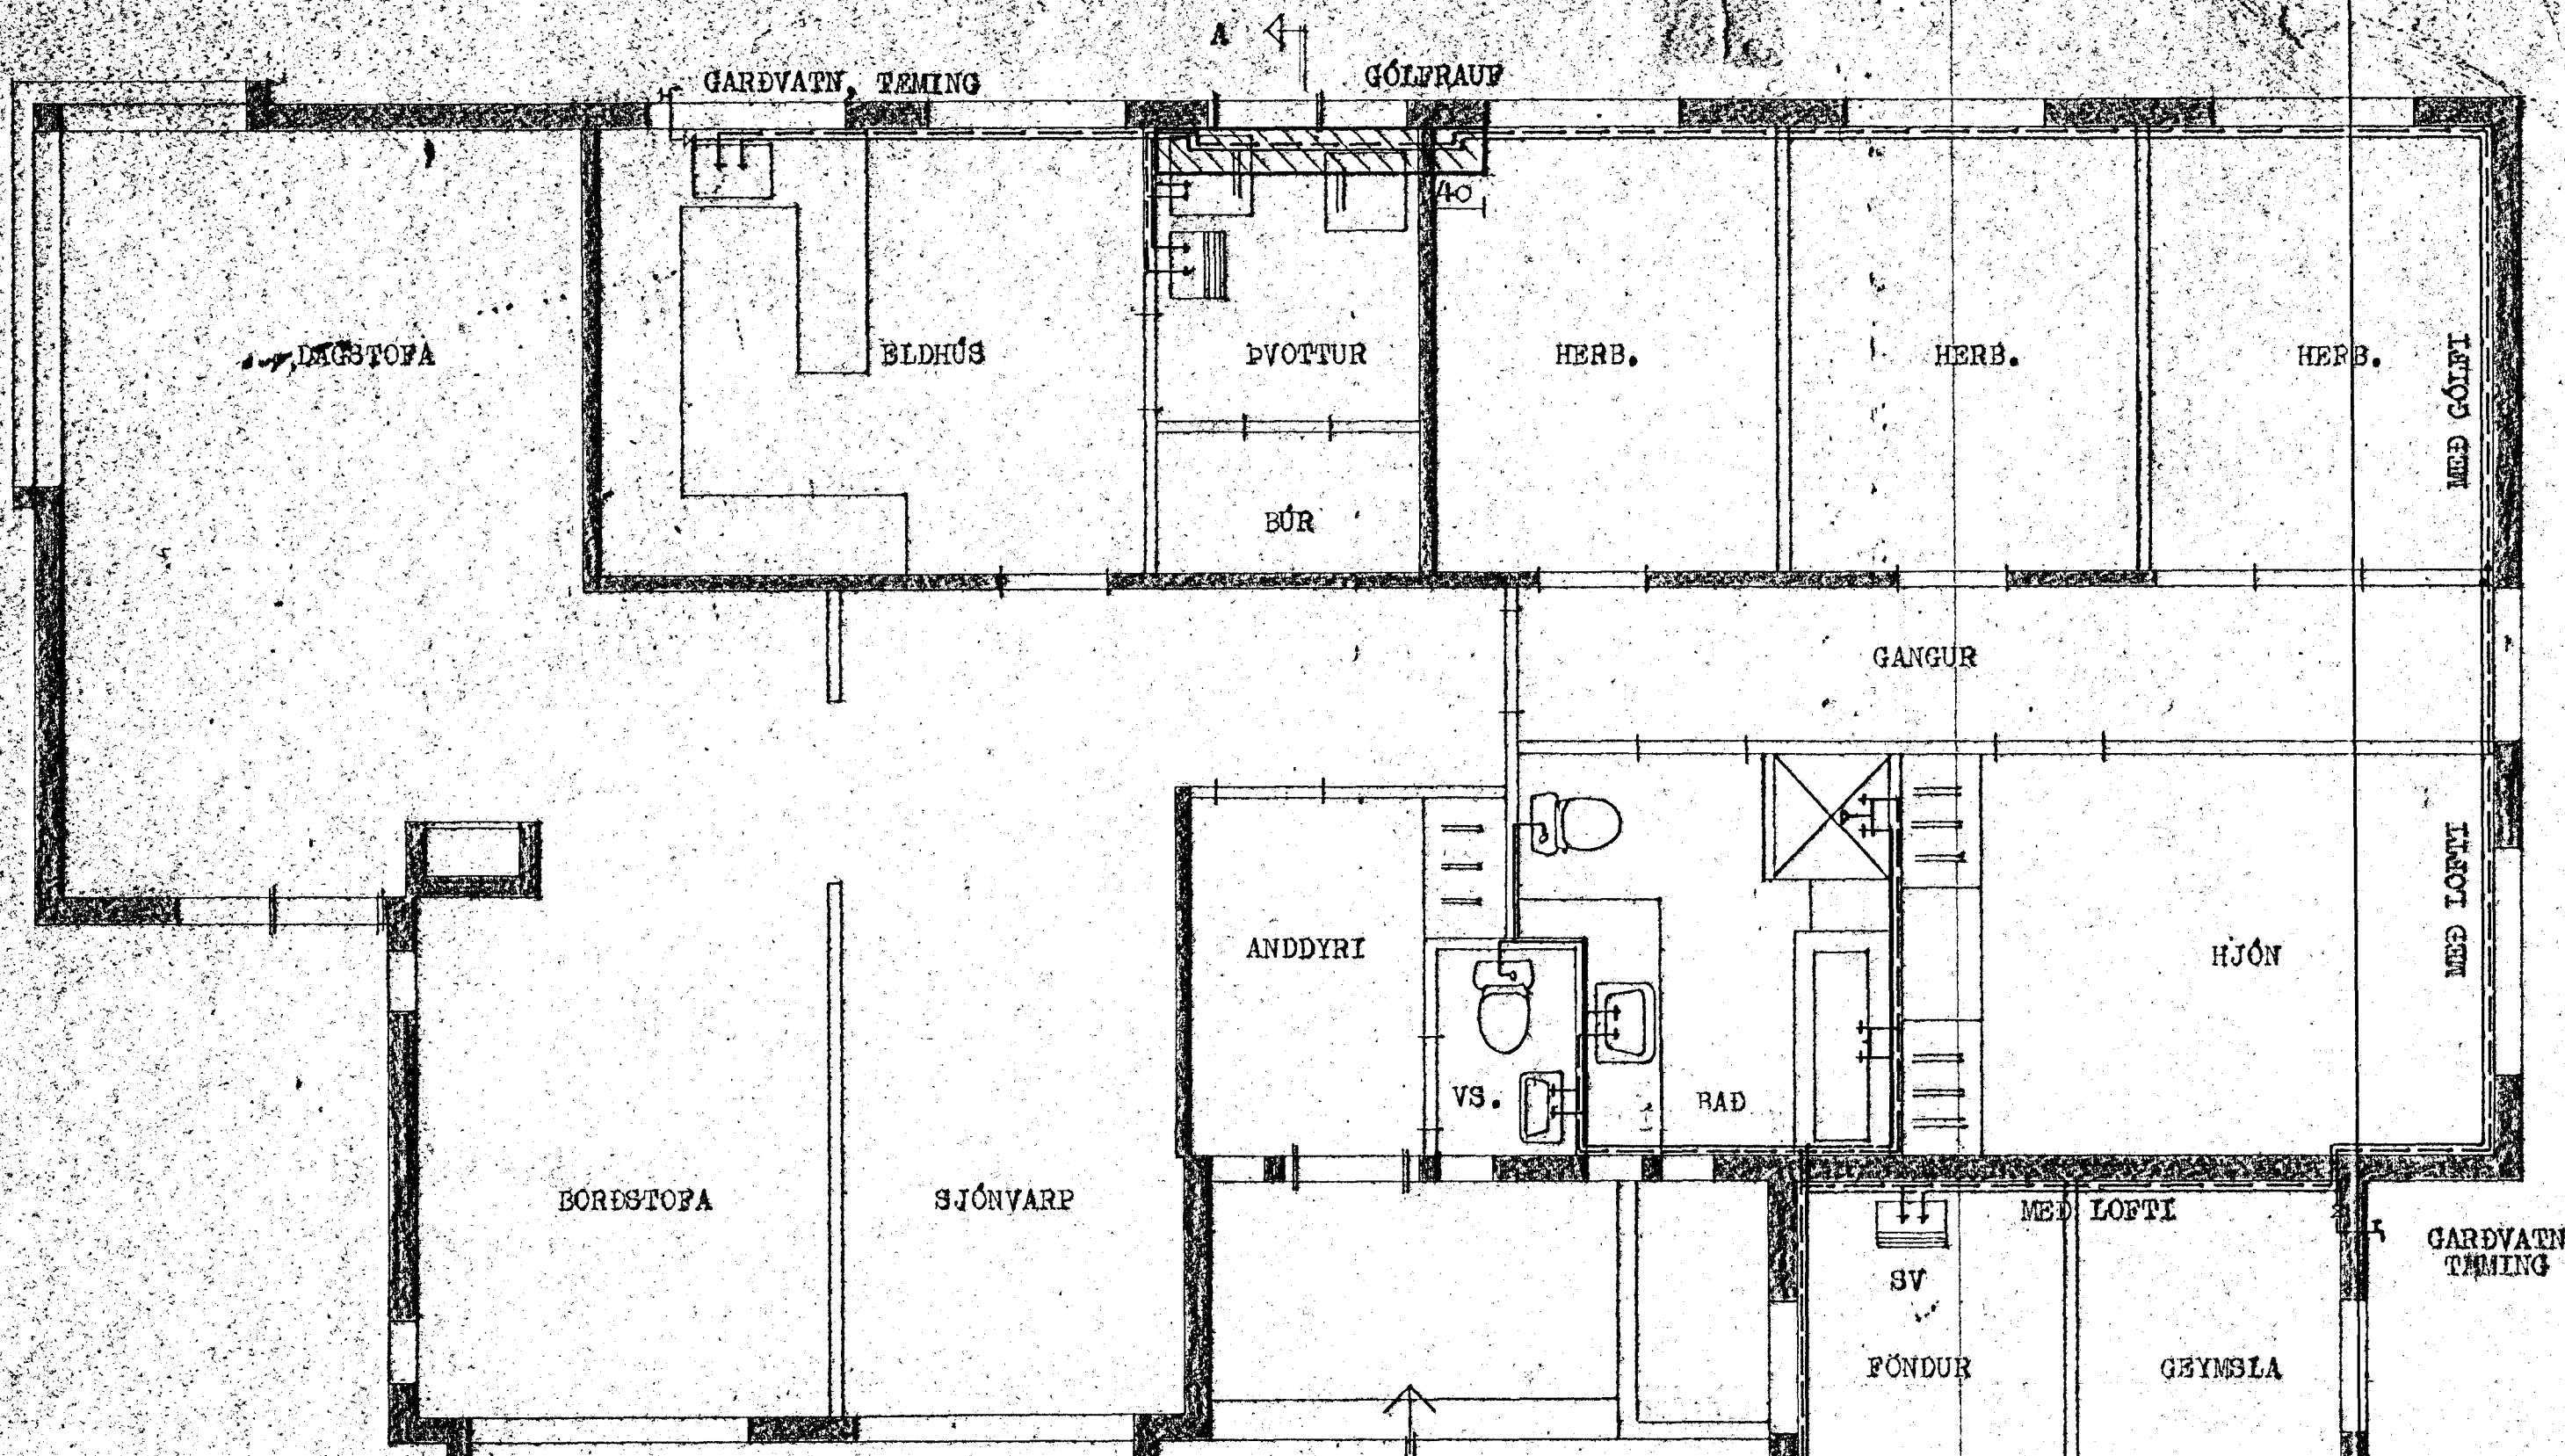 A
GARÐVATN, TÆMING
GÓLFRAUF
40
DAGSTOFA
ELDHÚS
ÞVOTTUR
HERB.
HERB.
HERB.
MEÐ GÓLFI
BÚR
GANGUR
ANDDYRI
HJÓN
MEÐ LOFTI
VS.
BAÐ
BORÐSTOFA
SJÓNVARP
MEÐ LOFTI
GARÐVATN
TÆMING
SV
FÖNDUR
GEYMSLA